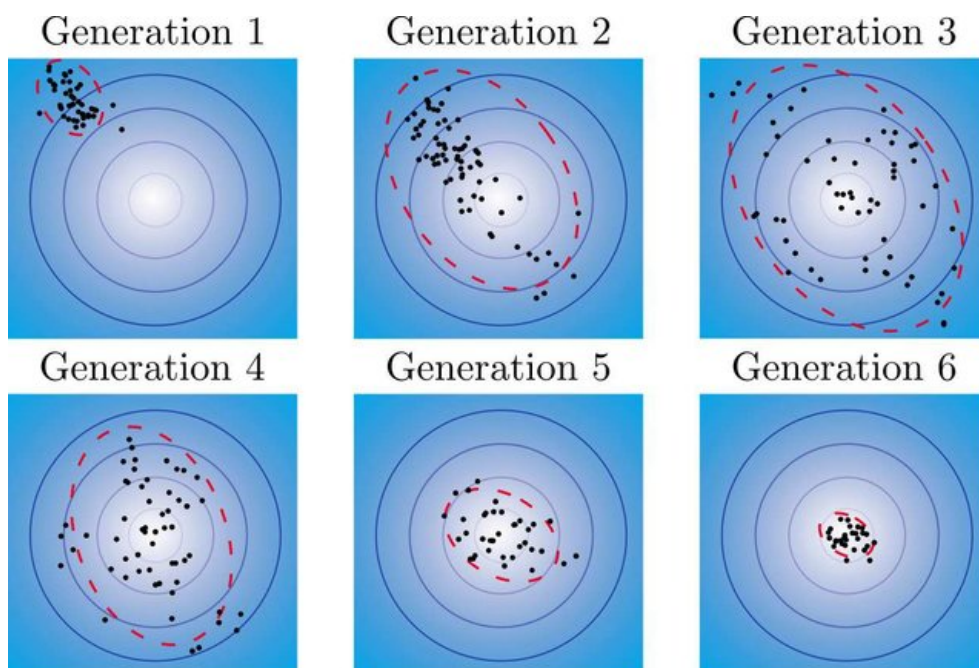 Generation 1
Generation 2
Generation 3
Generation 4
Generation 5
Generation 6